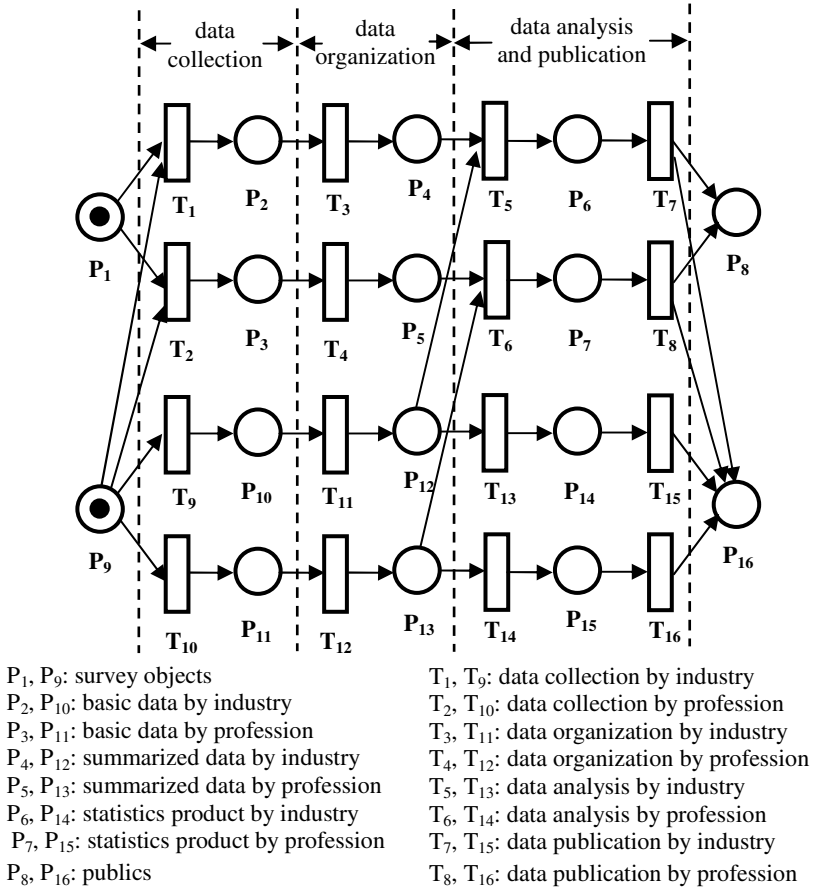 data collection
data organization
data analysis and publication
T1 P2 T3 P4 T5 P6 T7
P1 P8
T2 P3 T4 P5 T6 P7 T8
T9 P10 T11 P12 T13 P14 T15
P9 P16
T10 P11 T12 P13 T14 P15 T16
P1, P9: survey objects
P2, P10: basic data by industry
P3, P11: basic data by profession
P4, P12: summarized data by industry
P5, P13: summarized data by profession
P6, P14: statistics product by industry
P7, P15: statistics product by profession
P8, P16: publics
T1, T9: data collection by industry
T2, T10: data collection by profession
T3, T11: data organization by industry
T4, T12: data organization by profession
T5, T13: data analysis by industry
T6, T14: data analysis by profession
T7, T15: data publication by industry
T8, T16: data publication by profession